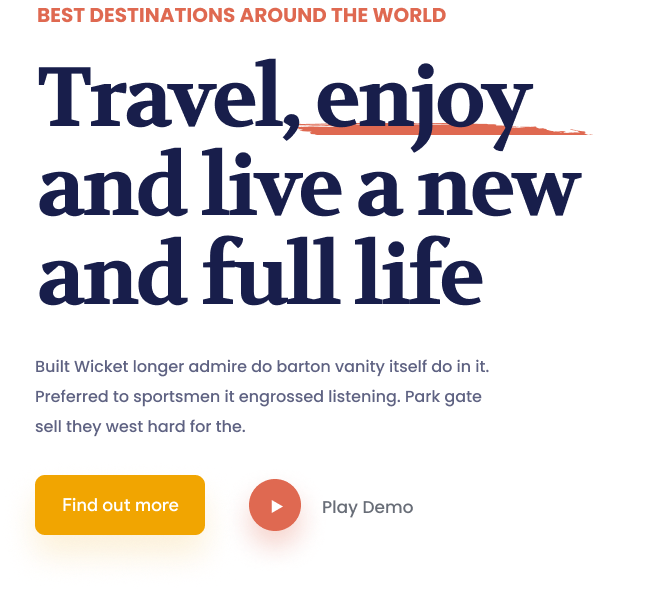 BEST DESTINATIONS AROUND THE WORLD
Travel, enjoy
and live a new
and full life
Built Wicket longer admire do barton vanity itself do in it.
Preferred to sportsmen it engrossed listening. Park gate
sell they west hard for the.
Find out more
Play Demo